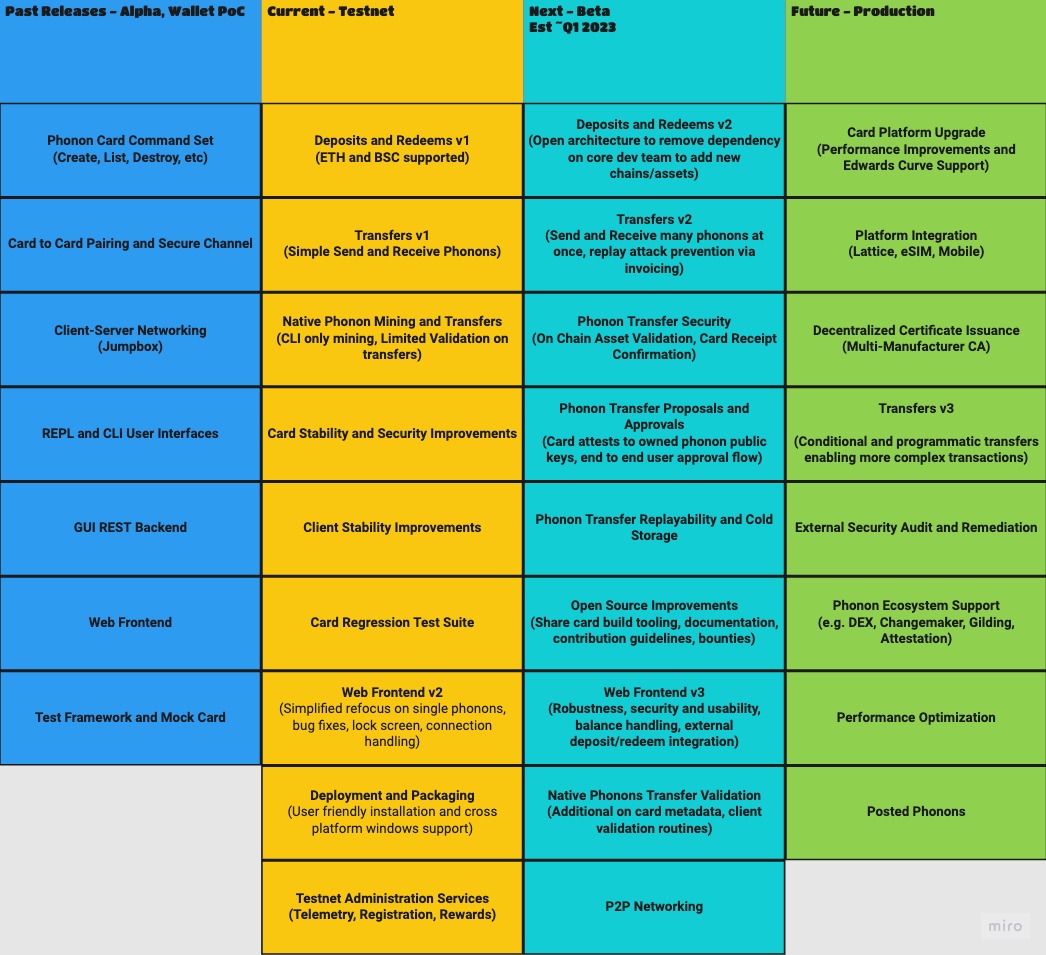 Past Releases - Alpha, Wallet PoC
Current - Testnet
Next - Beta
Est ~Q1 2023
Future - Production
Phonon Card Command Set
(Create, List, Destroy, etc)
Deposits and Redeems v1
(ETH and BSC supported)
Deposits and Redeems v2
(Open architecture to remove dependency
on core dev team to add new
chains/assets)
Card Platform Upgrade
(Performance Improvements and
Edwards Curve Support)
Card to Card Pairing and Secure Channel
Transfers v1
(Simple Send and Receive Phonons)
Transfers v2
(Send and Receive many phonons at
once, replay attack prevention via
invoicing)
Platform Integration
(Lattice, eSIM, Mobile)
Client-Server Networking
(Jumpbox)
Native Phonon Mining and Transfers
(CLI only mining, Limited Validation on
transfers)
Phonon Transfer Security
(On Chain Asset Validation, Card Receipt
Confirmation)
Decentralized Certificate Issuance
(Multi-Manufacturer CA)
REPL and CLI User Interfaces
Card Stability and Security Improvements
Phonon Transfer Proposals and
Approvals
(Card attests to owned phonon public
keys, end to end user approval flow)
Transfers v3
(Conditional and programmatic transfers
enabling more complex transactions)
GUI REST Backend
Client Stability Improvements
Phonon Transfer Replayability and Cold
Storage
External Security Audit and Remediation
Web Frontend
Card Regression Test Suite
Open Source Improvements
(Share card build tooling, documentation,
contribution guidelines, bounties)
Phonon Ecosystem Support
(e.g. DEX, Changemaker, Gilding,
Attestation)
Test Framework and Mock Card
Web Frontend v2
(Simplified refocus on single phonons,
bug fixes, lock screen, connection
handling)
Web Frontend v3
(Robustness, security and usability,
balance handling, external
deposit/redeem integration)
Performance Optimization
Deployment and Packaging
(User friendly installation and cross
platform windows support)
Native Phonons Transfer Validation
(Additional on card metadata, client
validation routines)
Posted Phonons
Testnet Administration Services
(Telemetry, Registration, Rewards)
P2P Networking
miro